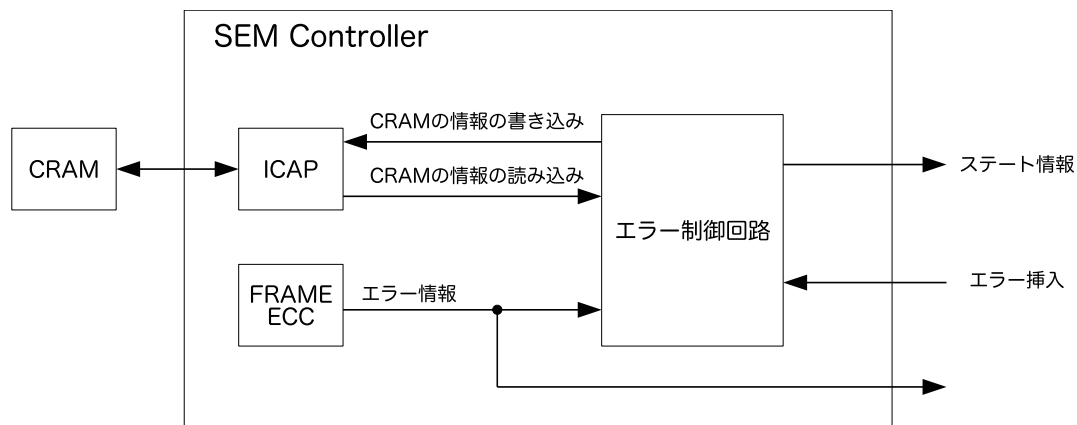 SEM Controller
CRAMの情報の書き込み
CRAM
ICAP
CRAMの情報の読み込み
エラー制御回路
ステート情報
エラー挿入
FRAME
ECC
エラー情報